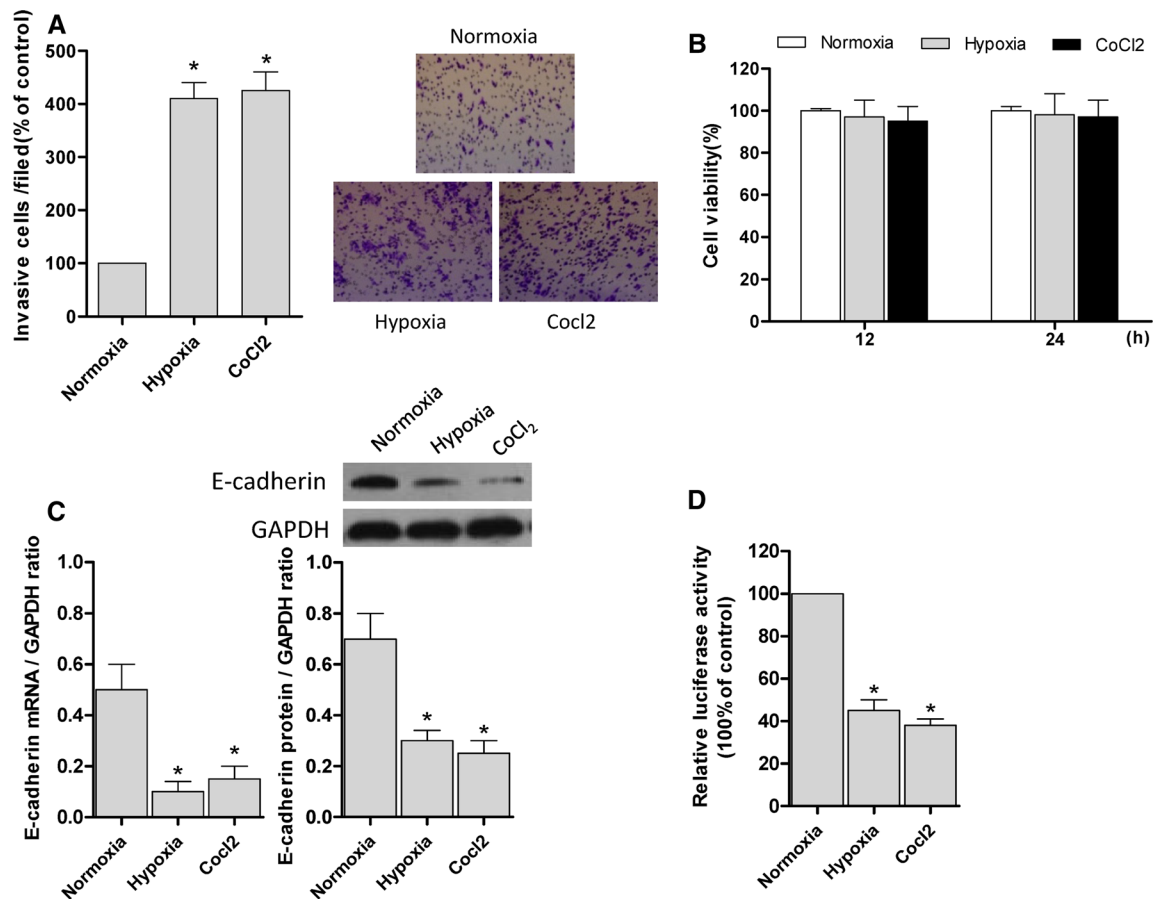 A
Invasive cells /filed(% of control)
500
400
300
200
100
0
*
*
Normoxia
Hypoxia
CoCl2
Normoxia
Hypoxia
Cocl2
B
Normoxia
Hypoxia
CoCl2
Cell viability(%)
120
100
80
60
40
20
0
12
24
(h)
C
Normoxia
Hypoxia
CoCl₂
E-cadherin
GAPDH
E-cadherin mRNA / GAPDH ratio
1.0
0.8
0.6
0.4
0.2
0.0
*
*
Normoxia
Hypoxia
Cocl2
E-cadherin protein / GAPDH ratio
1.0
0.8
0.6
0.4
0.2
0.0
*
*
Normoxia
Hypoxia
Cocl2
D
Relative luciferase activity
(100% of control)
120
100
80
60
40
20
0
*
*
Normoxia
Hypoxia
Cocl2